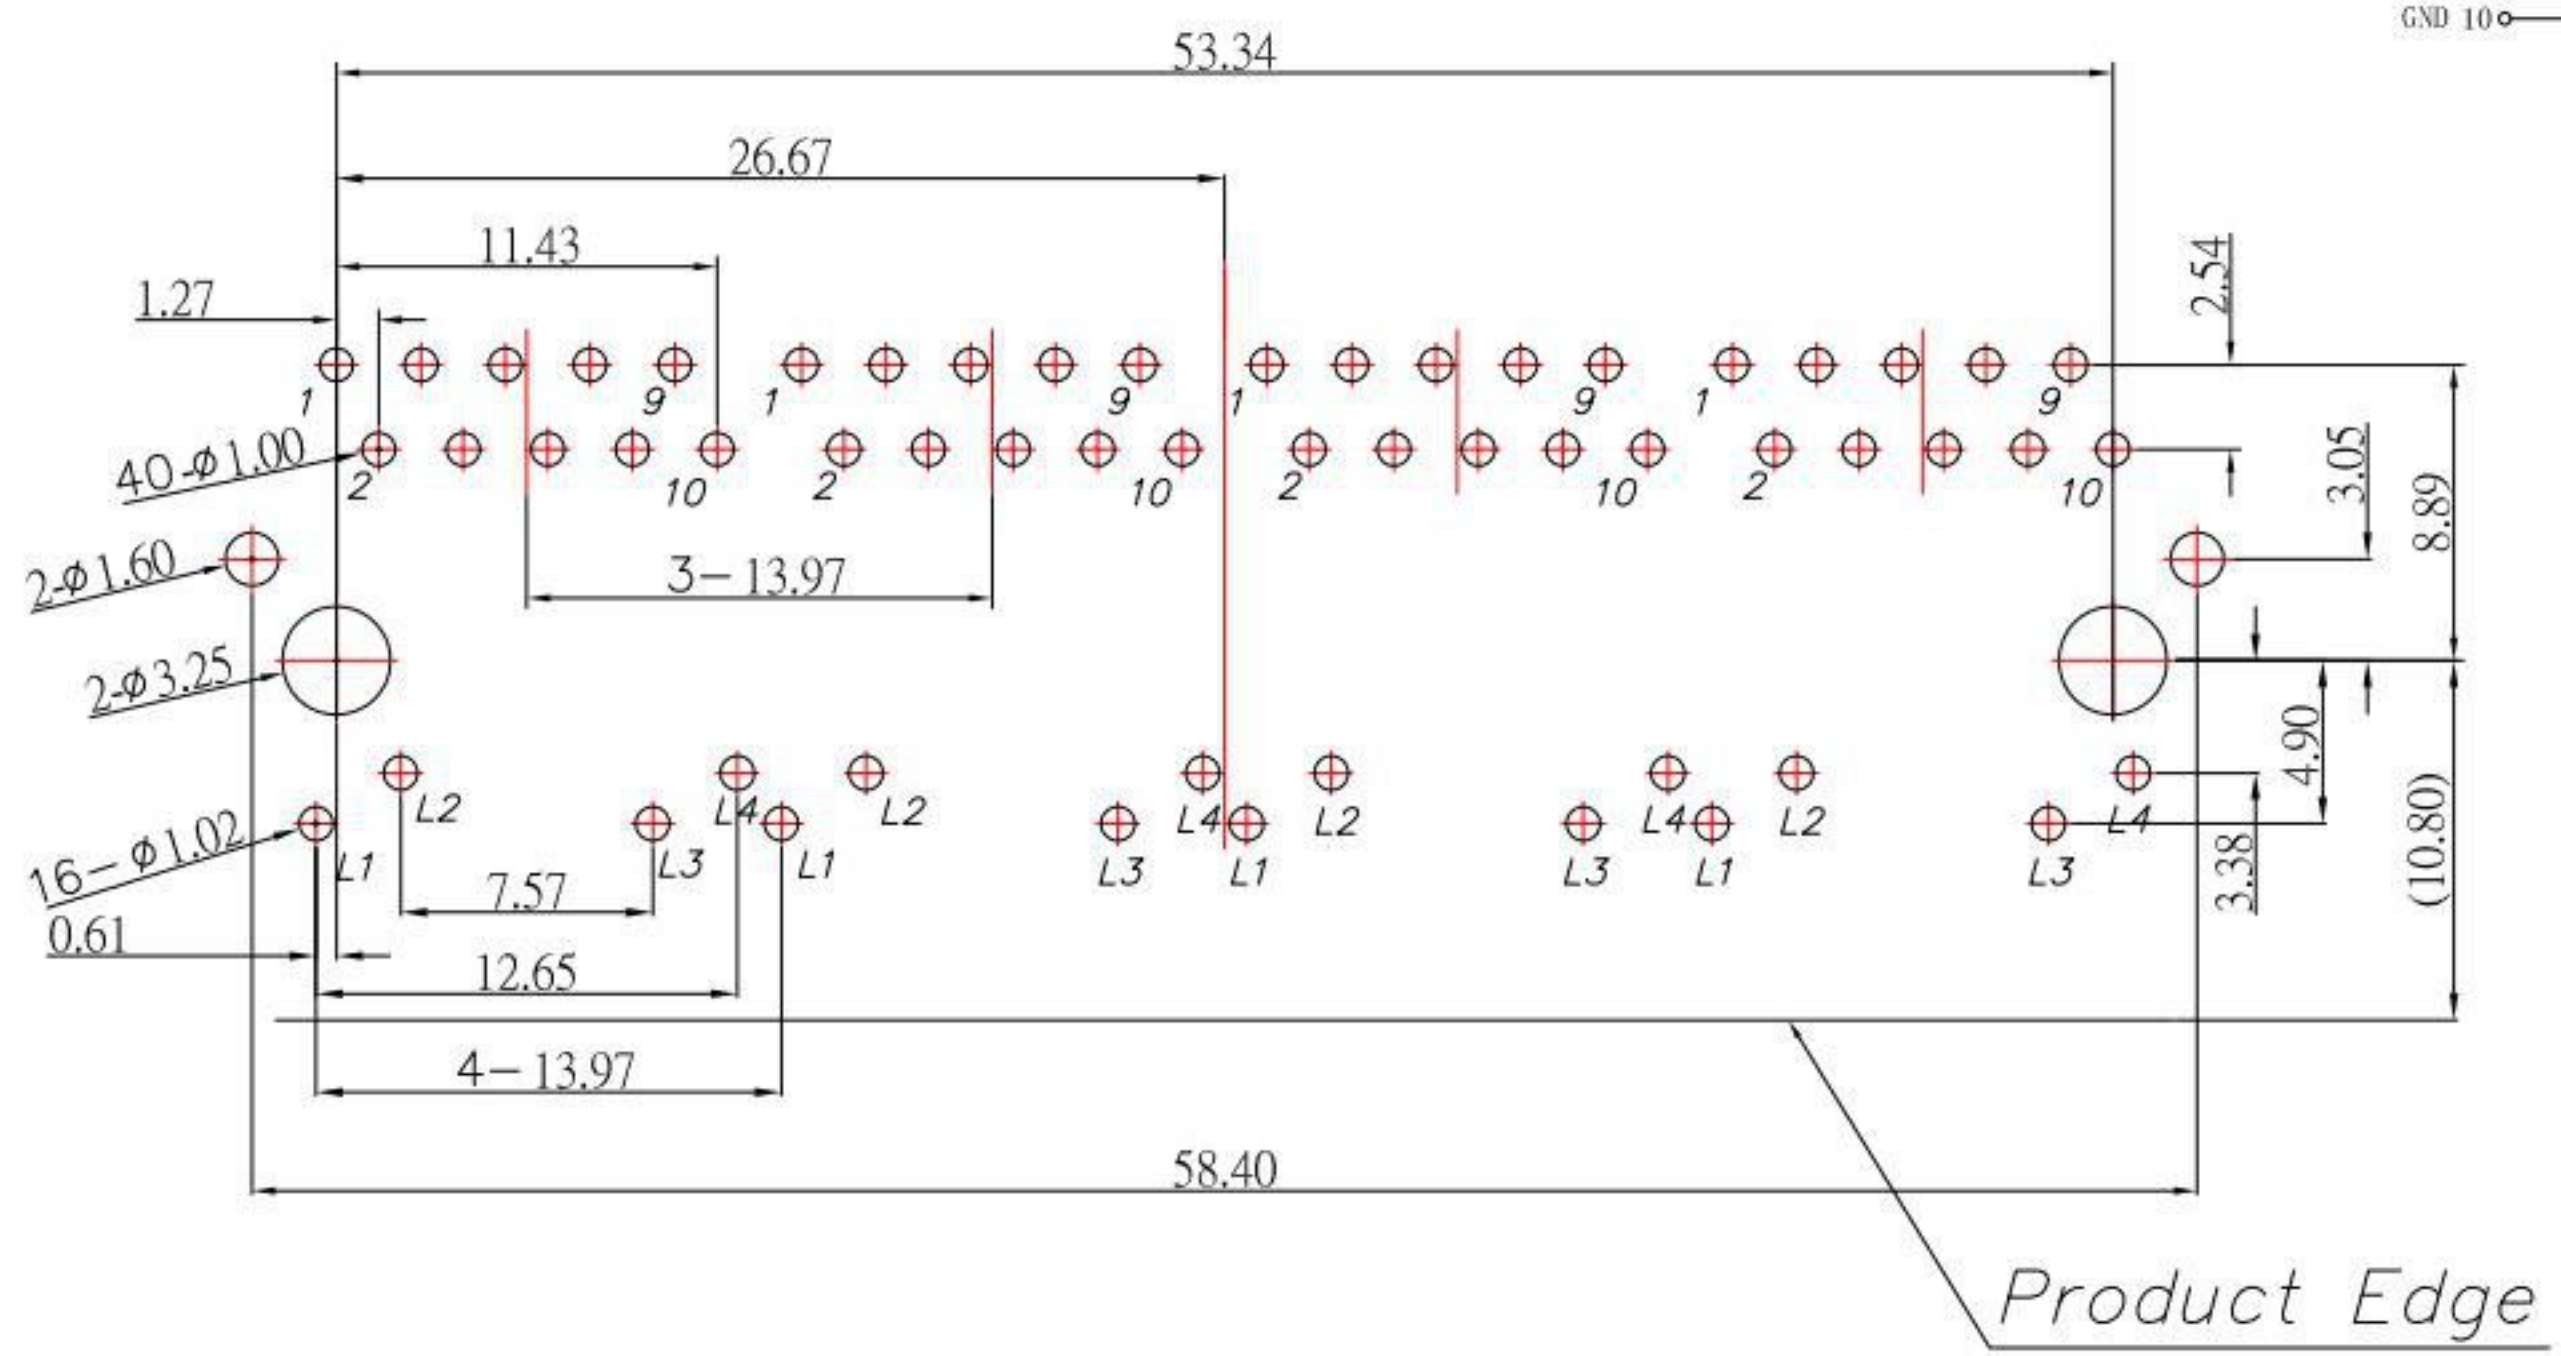 GND 10
53.34
26.67
11.43
1.27
2.54
1 9 1 9 1 9 1 9
40-ϕ1.00
2 10 2 10 2 10 2 10
3.05
8.89
2-ϕ1.60
3-13.97
2-ϕ3.25
4.90
L2 L4 L2 L4 L2 L4 L2 L4
(10.80)
3.38
16-ϕ1.02
L1 L3 L1 L3 L1 L3 L1 L3
7.57
0.61
12.65
4-13.97
58.40
Product Edge